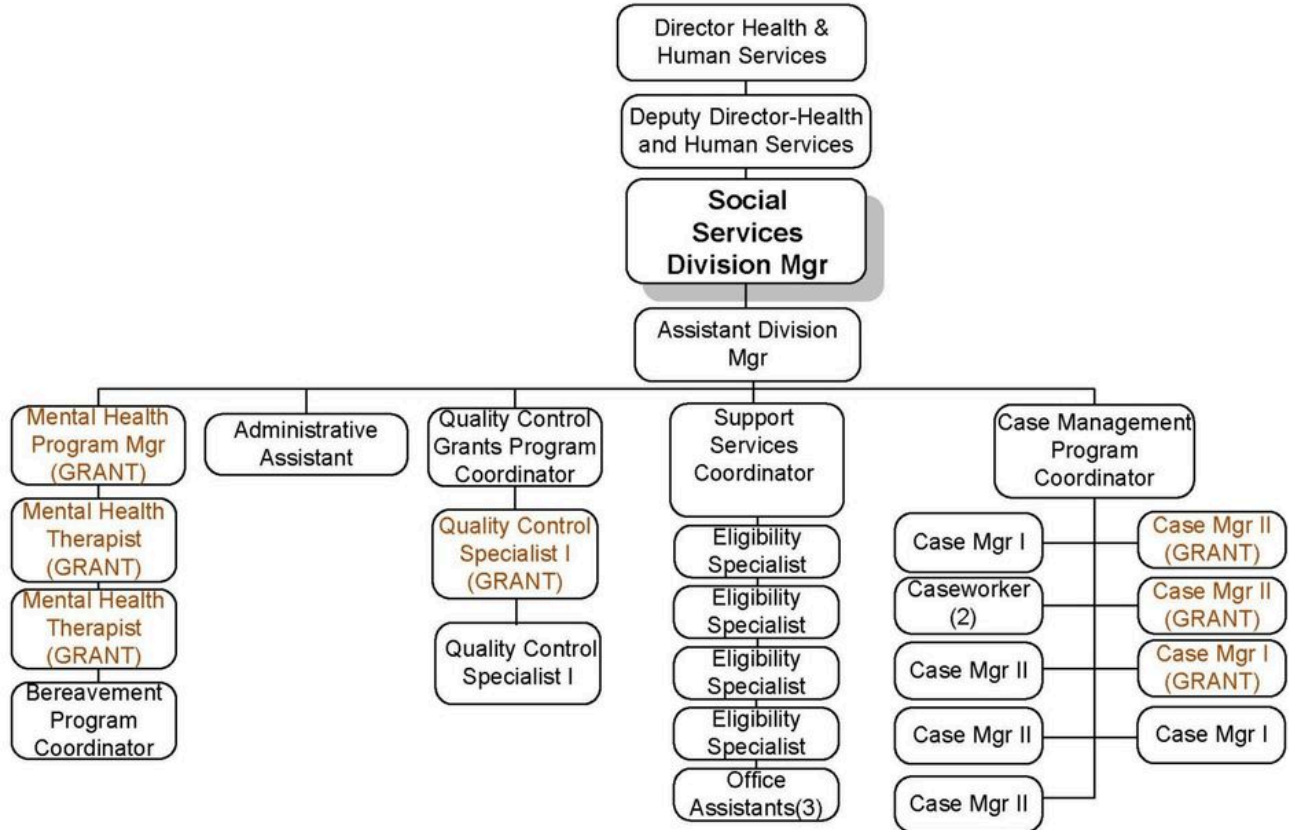 Director Health &
Human Services
Deputy Director-Health
and Human Services
Social
Services
Division Mgr
Assistant Division
Mgr
Mental Health
Program Mgr
(GRANT)
Mental Health
Therapist
(GRANT)
Mental Health
Therapist
(GRANT)
Bereavement
Program
Coordinator
Administrative
Assistant
Quality Control
Grants Program
Coordinator
Quality Control
Specialist I
(GRANT)
Quality Control
Specialist I
Support
Services
Coordinator
Eligibility
Specialist
Eligibility
Specialist
Eligibility
Specialist
Eligibility
Specialist
Office
Assistants(3)
Case Management
Program
Coordinator
Case Mgr I
Caseworker
(2)
Case Mgr II
Case Mgr II
Case Mgr II
Case Mgr II
(GRANT)
Case Mgr II
(GRANT)
Case Mgr I
(GRANT)
Case Mgr I